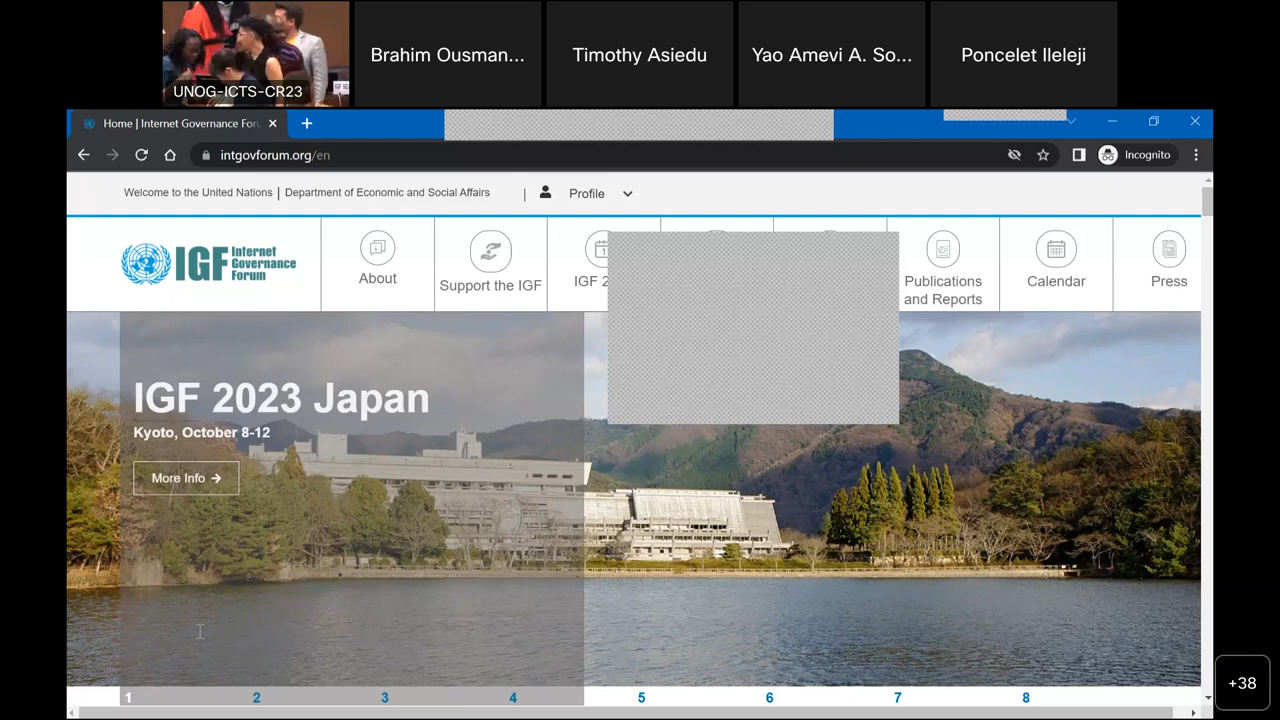 UNOG-ICTS-CR23
Brahim Ousman...
Timothy Asiedu
Yao Amevi A. So...
Poncelet Ileleji
Home | Internet Governance For
intgovforum.org/en
Incognito
Welcome to the United Nations | Department of Economic and Social Affairs | Profile
IGF Internet
Governance
Forum
About
Support the IGF
IGF 2
Publications
and Reports
Calendar
Press
IGF 2023 Japan
Kyoto, October 8-12
More Info →
1 2 3 4 5 6 7 8
+38